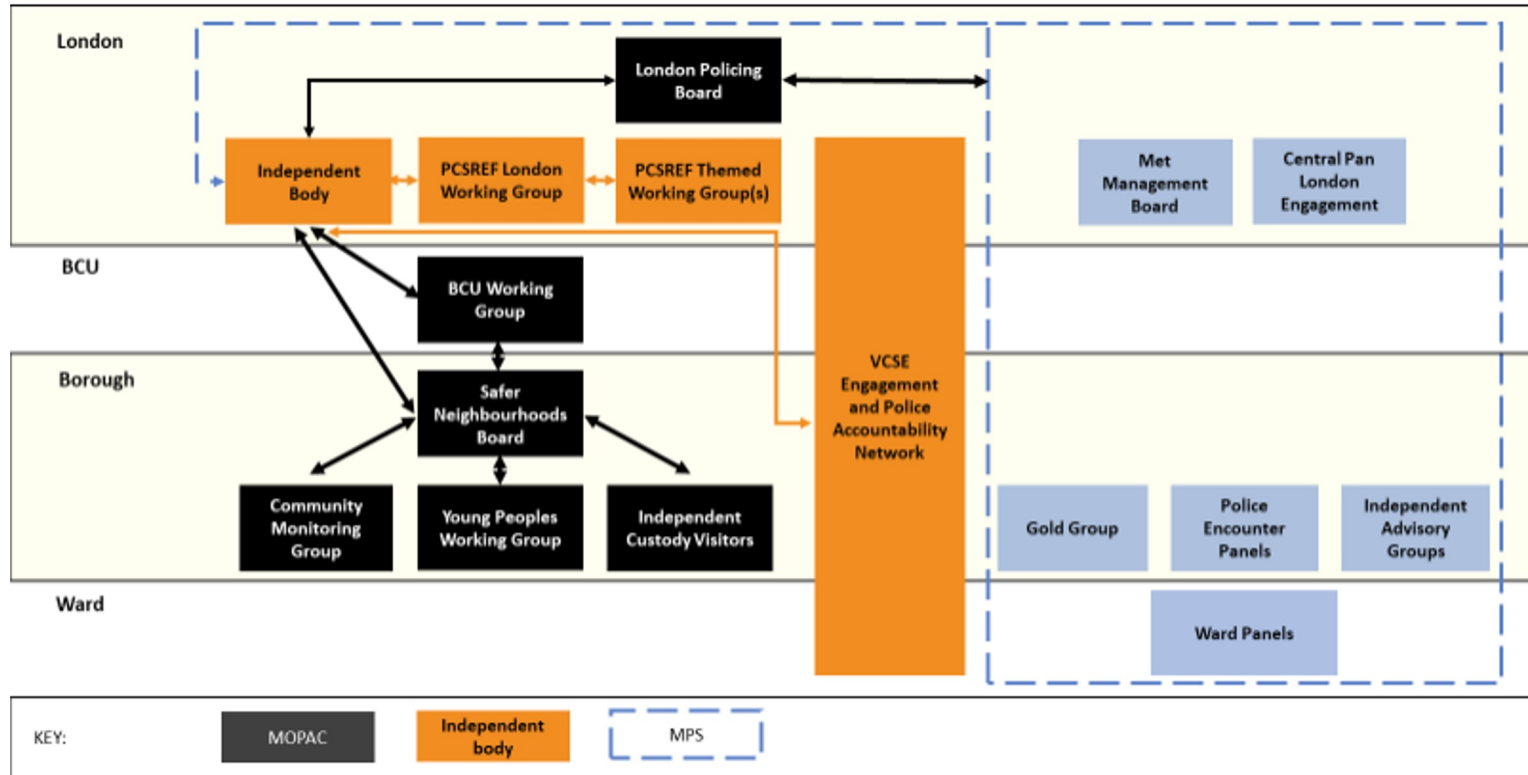 London
London Policing
Board
Independent
Body
PCSREF London
Working Group
PCSREF Themed
Working Group(s)
Met
Management
Board
Central Pan
London
Engagement
BCU
BCU Working
Group
Borough
Safer
Neighbourhoods
Board
VCSE
Engagement
and Police
Accountability
Network
Community
Monitoring
Group
Young Peoples
Working Group
Independent
Custody Visitors
Gold Group
Police
Encounter
Panels
Independent
Advisory
Groups
Ward
Ward Panels
KEY:
MOPAC
Independent
body
MPS